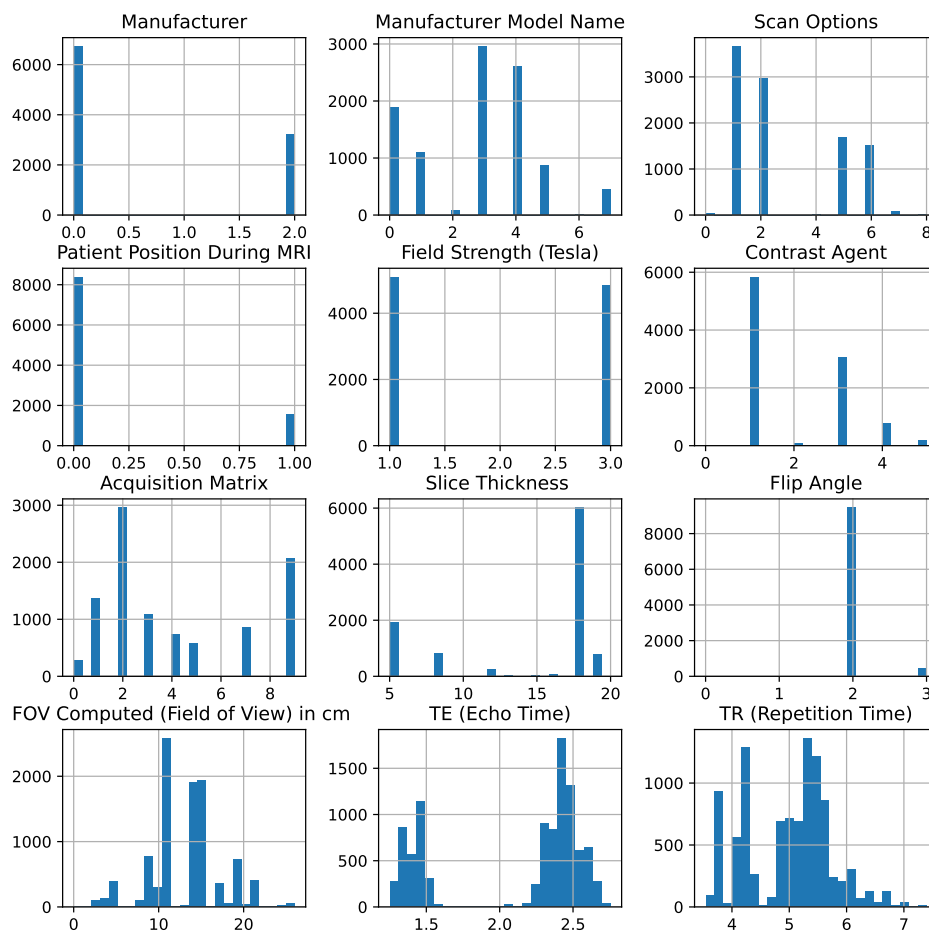 Manufacturer
Manufacturer Model Name
Scan Options
6000
4000
2000
0
0.0 0.5 1.0 1.5 2.0
3000
2000
1000
0
0 2 4 6
3000
2000
1000
0
0 2 4 6 8
Patient Position During MRI
Field Strength (Tesla)
Contrast Agent
8000
6000
4000
2000
0
0.00 0.25 0.50 0.75 1.00
4000
2000
0
1.0 1.5 2.0 2.5 3.0
6000
4000
2000
0
0 2 4
Acquisition Matrix
Slice Thickness
Flip Angle
3000
2000
1000
0
0 2 4 6 8
6000
4000
2000
0
5 10 15 20
8000
6000
4000
2000
0
0 1 2 3
FOV Computed (Field of View) in cm
TE (Echo Time)
TR (Repetition Time)
2000
1000
0
0 10 20
1500
1000
500
0
1.5 2.0 2.5
1000
500
0
4 5 6 7